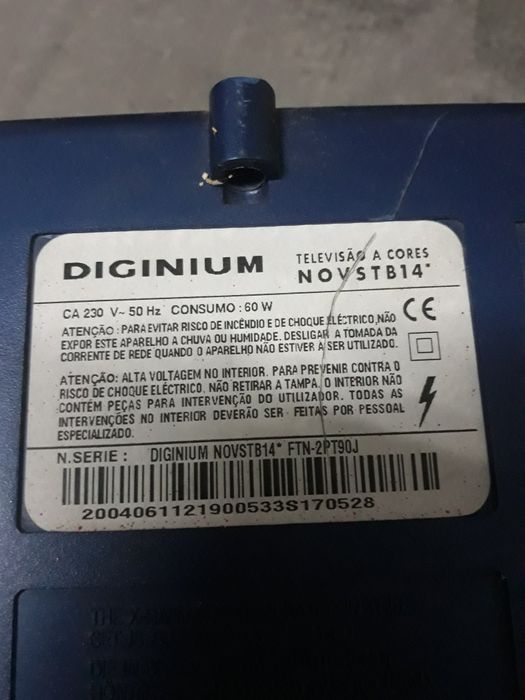 DIGINIUM
TELEVISÃO A CORES
NOVSTB14*
CA 230 V~ 50 Hz CONSUMO : 60 W
ATENÇÃO : PARA EVITAR RISCO DE INCÊNDIO E DE CHOQUE ELÉCTRICO,NÃO
EXPOR ESTE APARELHO A CHUVA OU HUMIDADE. DESLIGAR A TOMADA DA
CORRENTE DE REDE QUANDO O APARELHO NÃO ESTIVER A SER UTILIZADO.
CE
ATENÇÃO: ALTA VOLTAGEM NO INTERIOR. PARA PREVENIR CONTRA O
RISCO DE CHOQUE ELÉCTRICO, NÃO RETIRAR A TAMPA. O INTERIOR NÃO
CONTÉM PEÇAS PARA INTERVENÇÃO DO UTILIZADOR. TODAS AS
INTERVENÇÕES NO INTERIOR DEVERÃO SER FEITAS POR PESSOAL
ESPECIALIZADO.
N.SERIE : DIGINIUM NOVSTB14* FTN-2PT90J
2004061121900533S170528
THE